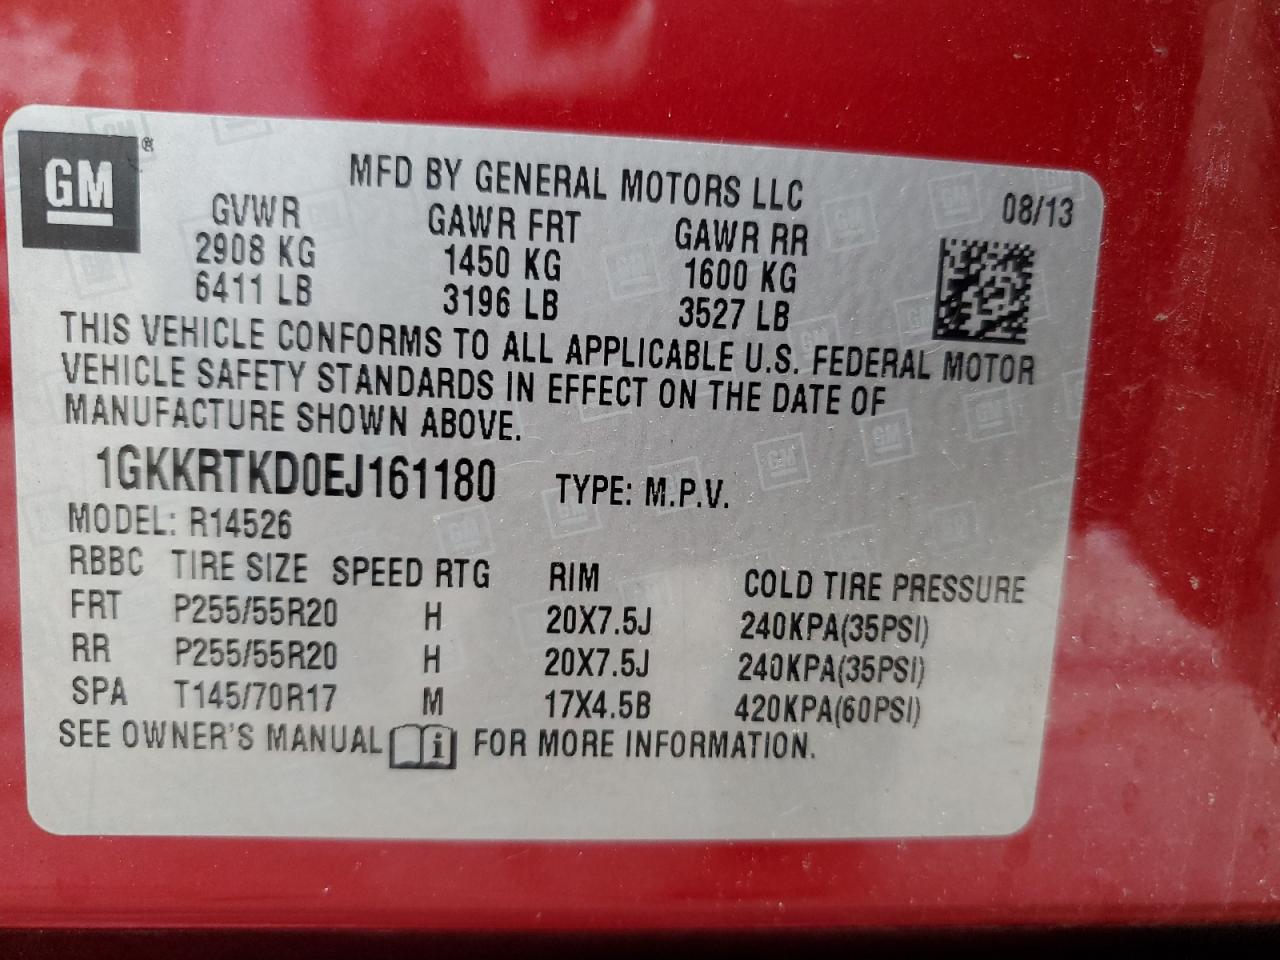 GM®
MFD BY GENERAL MOTORS LLC
08/13
GVWR GAWR FRT GAWR RR
2908 KG 1450 KG 1600 KG
6411 LB 3196 LB 3527 LB
THIS VEHICLE CONFORMS TO ALL APPLICABLE U.S. FEDERAL MOTOR
VEHICLE SAFETY STANDARDS IN EFFECT ON THE DATE OF
MANUFACTURE SHOWN ABOVE.
1GKKRTKD0EJ161180 TYPE: M.P.V.
MODEL: R14526
RBBC TIRE SIZE SPEED RTG RIM COLD TIRE PRESSURE
FRT P255/55R20 H 20X7.5J 240KPA(35PSI)
RR P255/55R20 H 20X7.5J 240KPA(35PSI)
SPA T145/70R17 M 17X4.5B 420KPA(60PSI)
SEE OWNER'S MANUAL i FOR MORE INFORMATION.